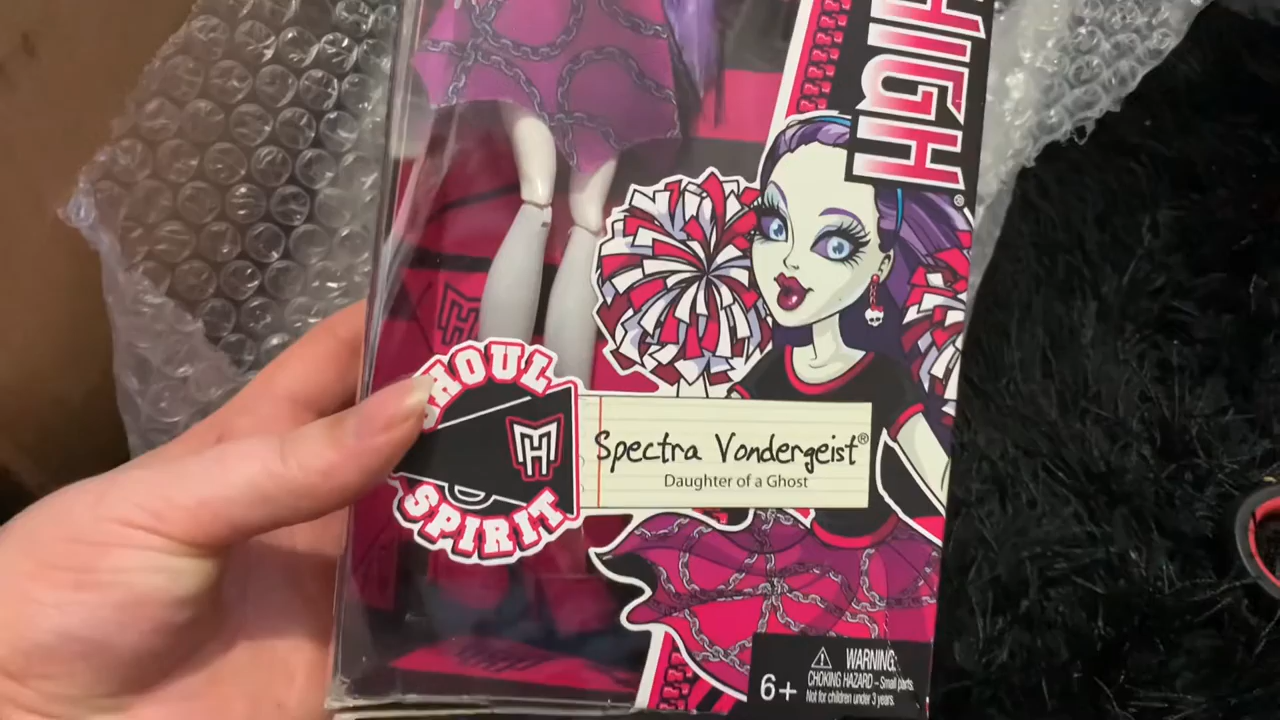 HIGH
®
GHOUL
SPIRIT
Spectra Vondergeist®
Daughter of a Ghost
WARNING:
CHOKING HAZARD – Small parts.
Not for children under 3 years.
6+